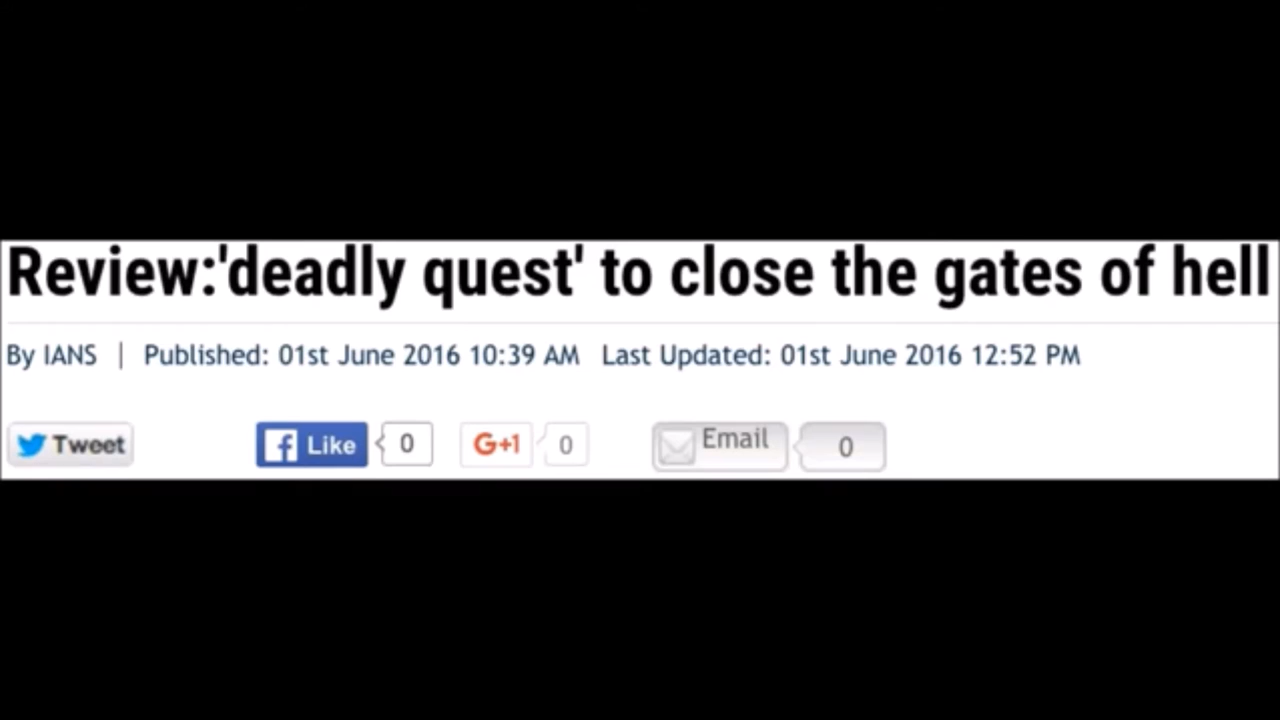 Review:'deadly quest' to close the gates of hell
By IANS | Published: 01st June 2016 10:39 AM Last Updated: 01st June 2016 12:52 PM
Tweet Like 0 G+1 0 Email 0